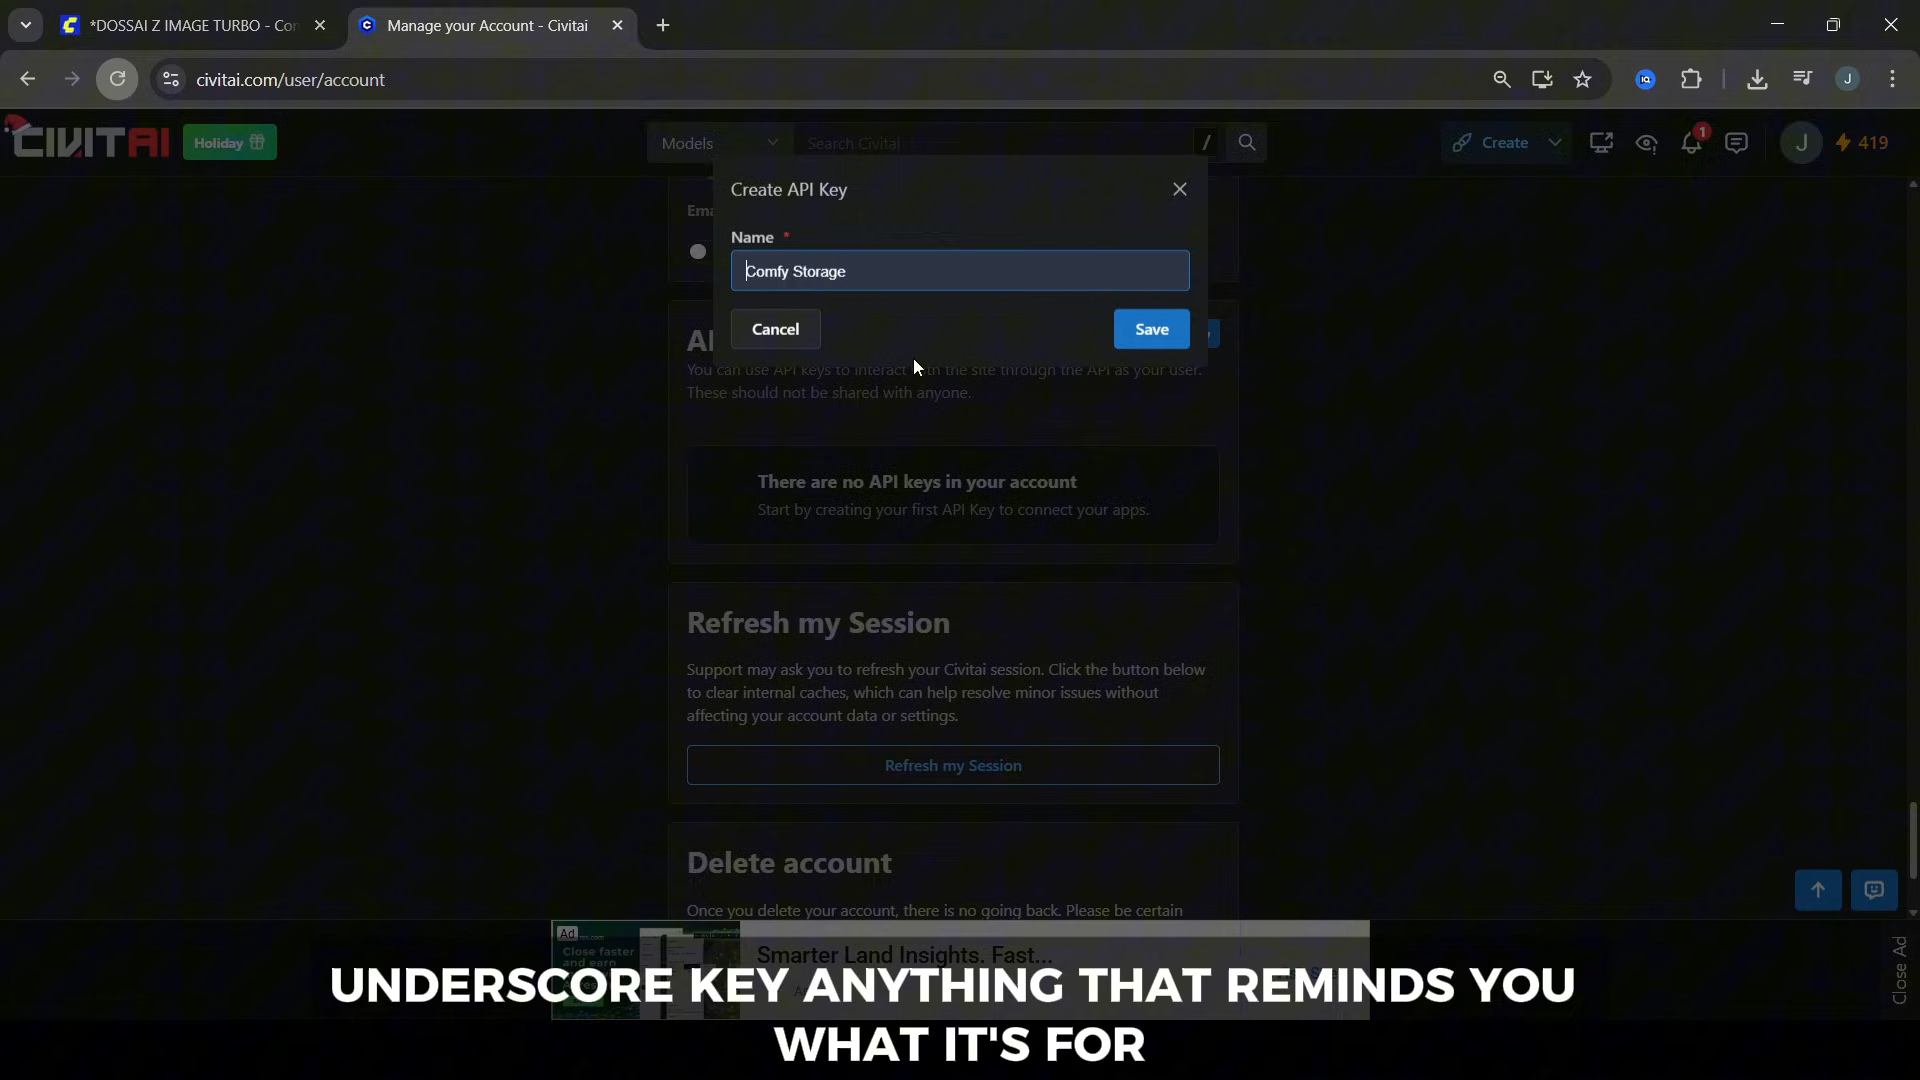 *DOSSAI Z IMAGE TURBO - Co
Manage your Account - Civitai
civitai.com/user/account
J
CIVITAI
Holiday
Models
Search Civitai
/
Create
1
J
419
Create API Key
Name *
Comfy Storage
Cancel
Save
You can use API keys to interact with the site through the API as your user.
These should not be shared with anyone.
There are no API keys in your account
Start by creating your first API Key to connect your apps.
Refresh my Session
Support may ask you to refresh your Civitai session. Click the button below
to clear internal caches, which can help resolve minor issues without
affecting your account data or settings.
Refresh my Session
Delete account
Once you delete your account, there is no going back. Please be certain
Ad
Close faster
and earn
Smarter Land Insights. Fast...
Close Ad
UNDERSCORE KEY ANYTHING THAT REMINDS YOU
WHAT IT'S FOR